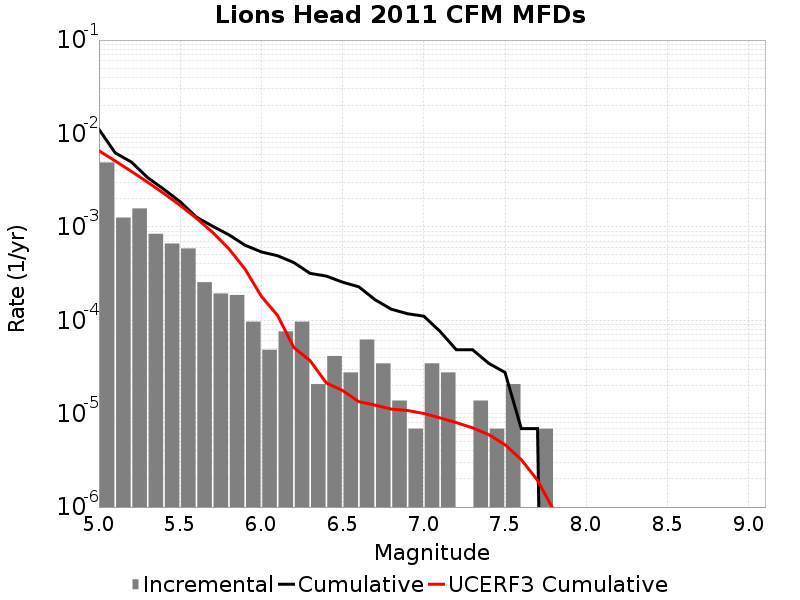 Lions Head 2011 CFM MFDs
10-1
10-2
10-3
10-4
10-5
10-6
Rate (1/yr)
5.0 5.5 6.0 6.5 7.0 7.5 8.0 8.5 9.0
Magnitude
Incremental Cumulative UCERF3 Cumulative